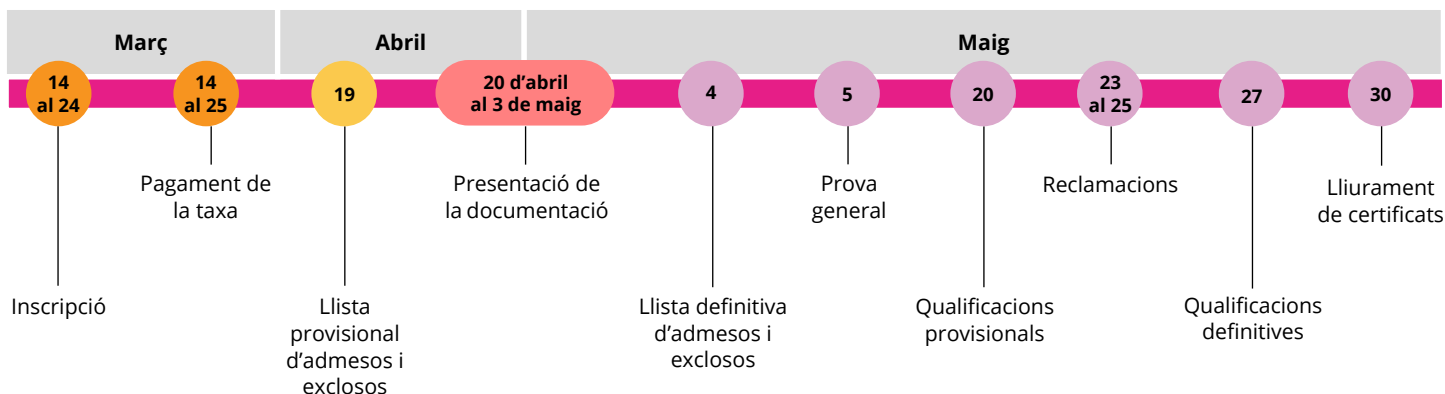 Març
Abril
Maig
14
al 24
14
al 25
19
20 d’abril
al 3 de maig
4
5
20
23
al 25
27
30
Pagament de
la taxa
Presentació de
la documentació
Prova
general
Reclamacions
Lliurament
de certificats
Inscripció
Llista
provisional
d’admesos i
exclosos
Llista definitiva
d’admesos i
exclosos
Qualificacions
provisionals
Qualificacions
definitives